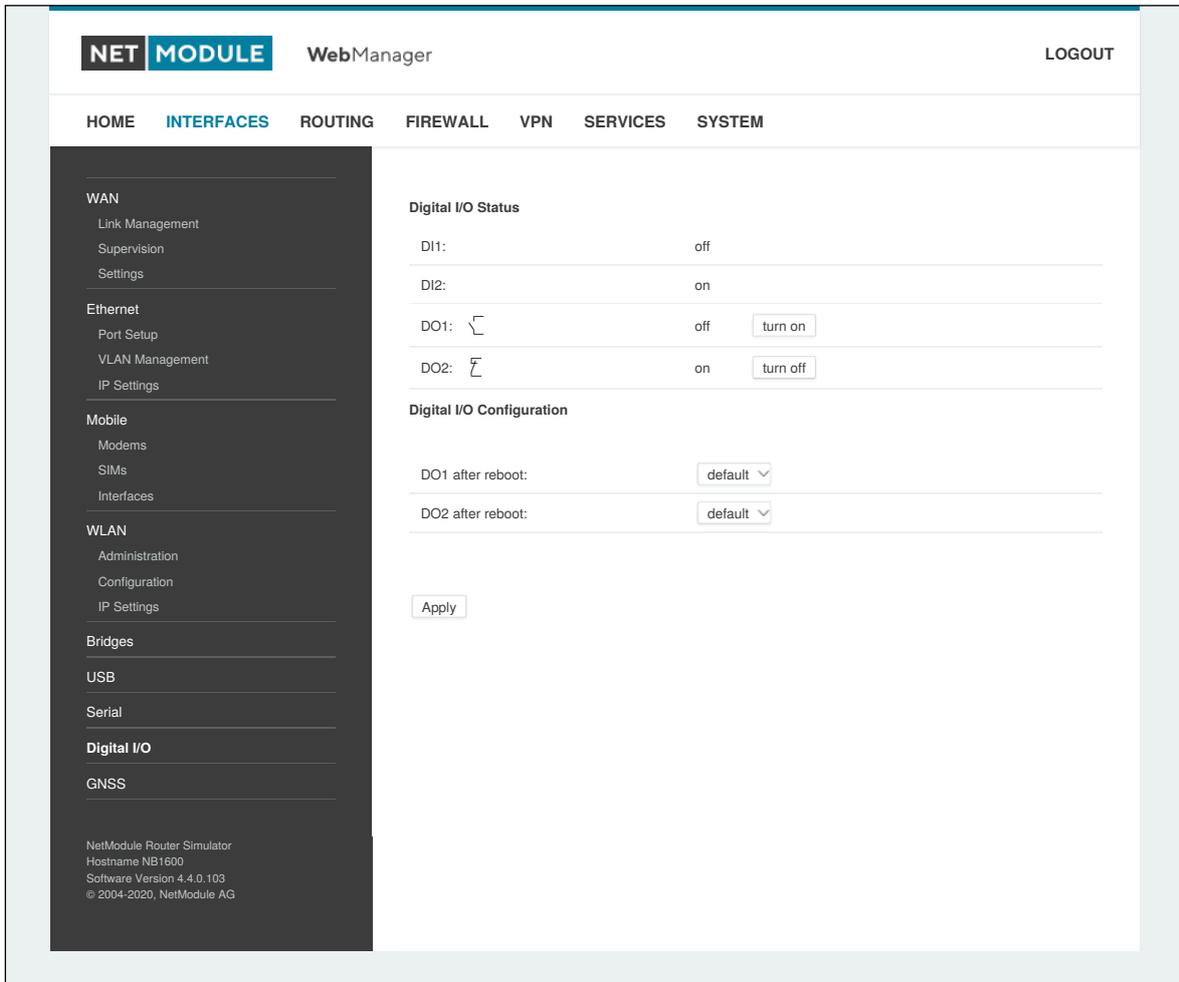 NET MODULE WebManager LOGOUT
HOME INTERFACES ROUTING FIREWALL VPN SERVICES SYSTEM
WAN
Link Management
Supervision
Settings
Ethernet
Port Setup
VLAN Management
IP Settings
Mobile
Modems
SIMs
Interfaces
WLAN
Administration
Configuration
IP Settings
Bridges
USB
Serial
Digital I/O
GNSS
NetModule Router Simulator
Hostname NB1600
Software Version 4.4.0.103
© 2004-2020, NetModule AG
Digital I/O Status
DI1: off
DI2: on
DO1: off turn on
DO2: on turn off
Digital I/O Configuration
DO1 after reboot: default
DO2 after reboot: default
Apply